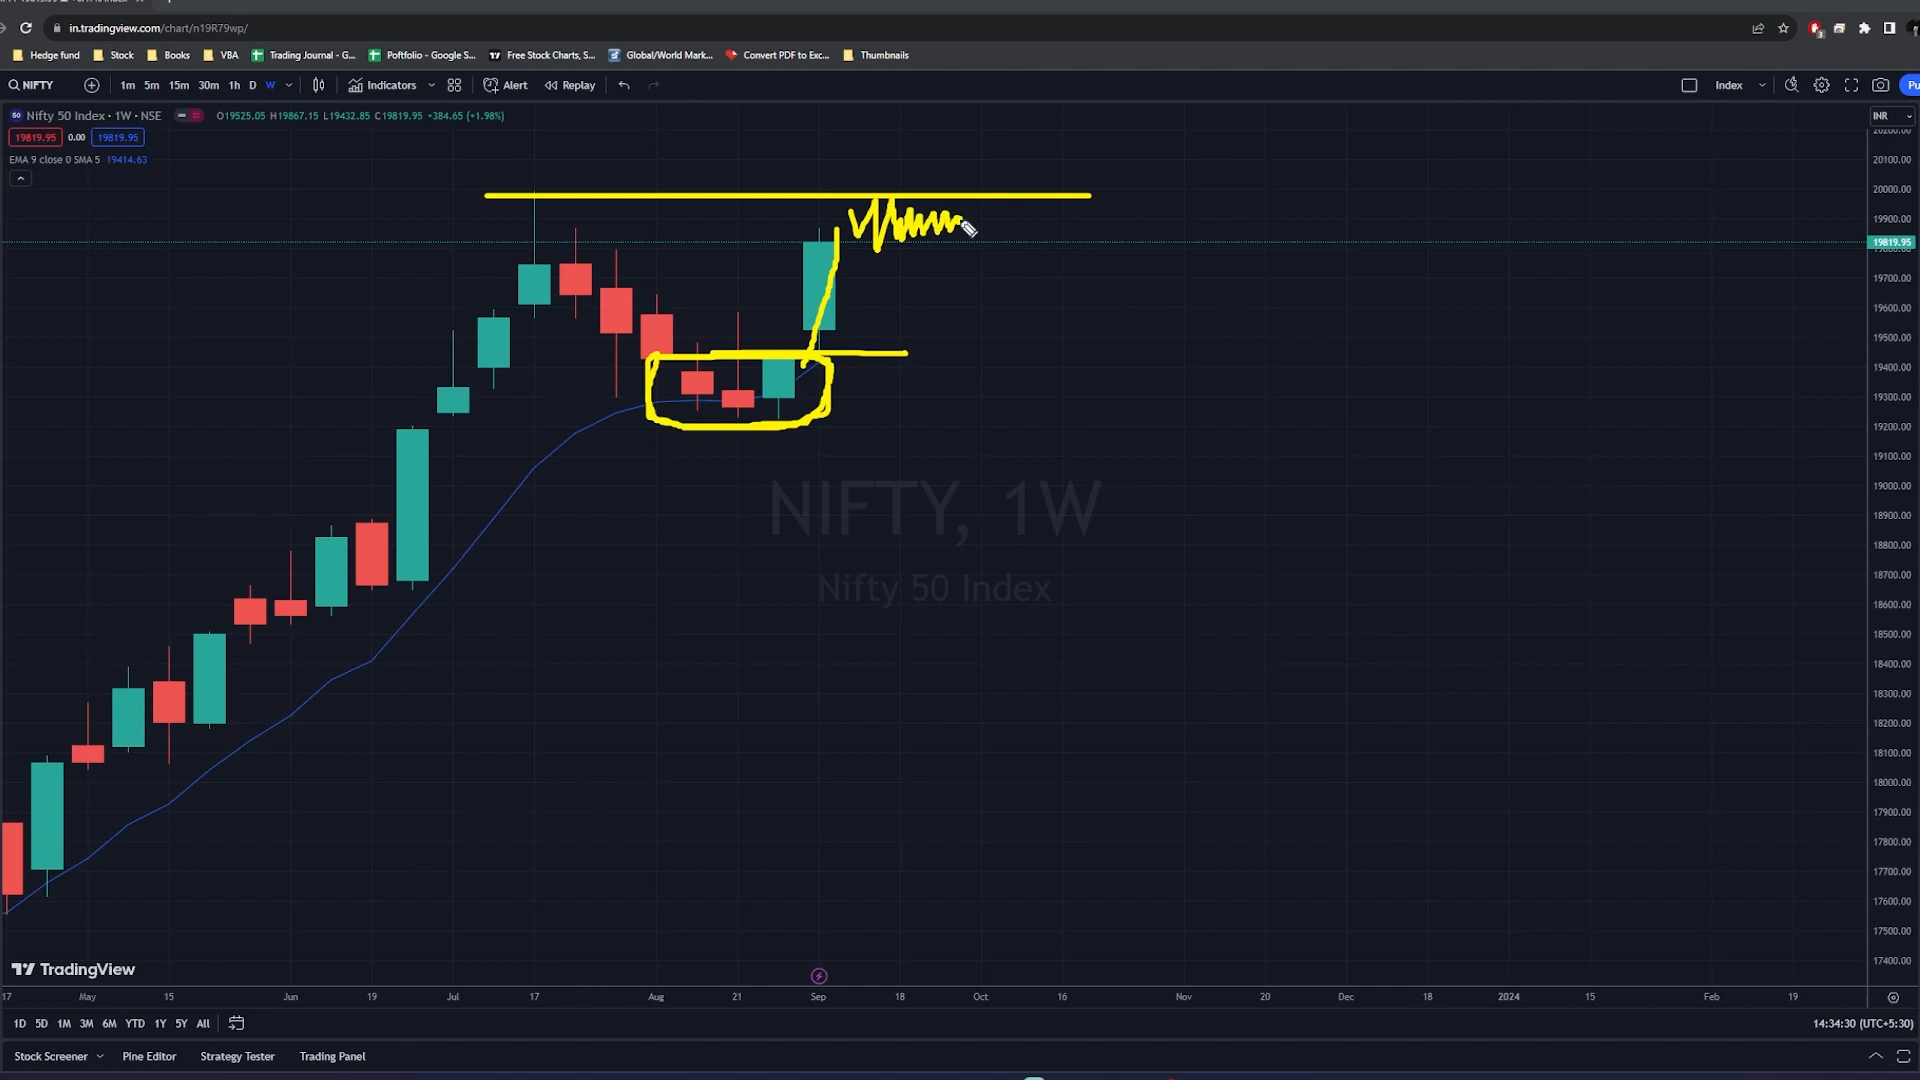 in.tradingview.com/chart/n19R79wp/
Hedge fund Stock Books VBA Trading Journal - G... Potfolio - Google S... Free Stock Charts, S... Global/World Mark... Convert PDF to Exc... Thumbnails
NIFTY 1m 5m 15m 30m 1h D W Indicators Alert Replay Index Pu
Nifty 50 Index · 1W · NSE O19525.05 H19867.15 L19432.85 C19819.95 +384.65 (+1.98%) INR
19819.95 0.00 19819.95
EMA 9 close 0 SMA 5 19414.63
20200.00
20100.00
20000.00
19900.00
19819.95
19700.00
19600.00
19500.00
19400.00
19300.00
19200.00
19100.00
19000.00
18900.00
18800.00
18700.00
18600.00
18500.00
18400.00
18300.00
18200.00
18100.00
18000.00
17900.00
17800.00
17700.00
17600.00
17500.00
17400.00
NIFTY, 1W
Nifty 50 Index
TradingView
17 May 15 Jun 19 Jul 17 Aug 21 Sep 18 Oct 16 Nov 20 Dec 18 2024 15 Feb 19
1D 5D 1M 3M 6M YTD 1Y 5Y All 14:34:30 (UTC+5:30)
Stock Screener Pine Editor Strategy Tester Trading Panel